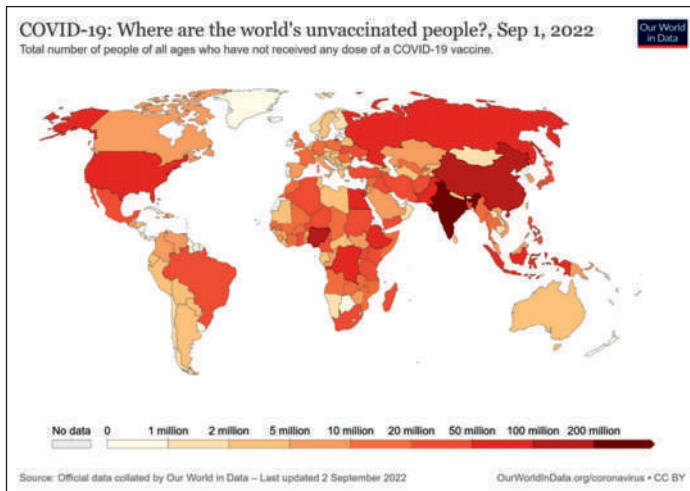 COVID-19: Where are the world's unvaccinated people?, Sep 1, 2022
Our World
in Data
Total number of people of all ages who have not received any dose of a COVID-19 vaccine.
No data 0 1 million 2 million 5 million 10 million 20 million 50 million 100 million 200 million
Source: Official data collated by Our World in Data – Last updated 2 September 2022 OurWorldInData.org/coronavirus • CC BY